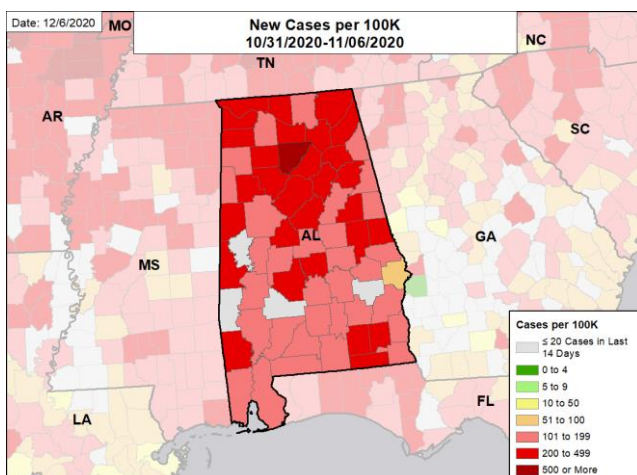 Date: 12/6/2020
New Cases per 100K
10/31/2020-11/06/2020
MO
NC
TN
AR
SC
AL
MS
GA
LA
FL
Cases per 100K
≤ 20 Cases in Last
14 Days
0 to 4
5 to 9
10 to 50
51 to 100
101 to 199
200 to 499
500 or More